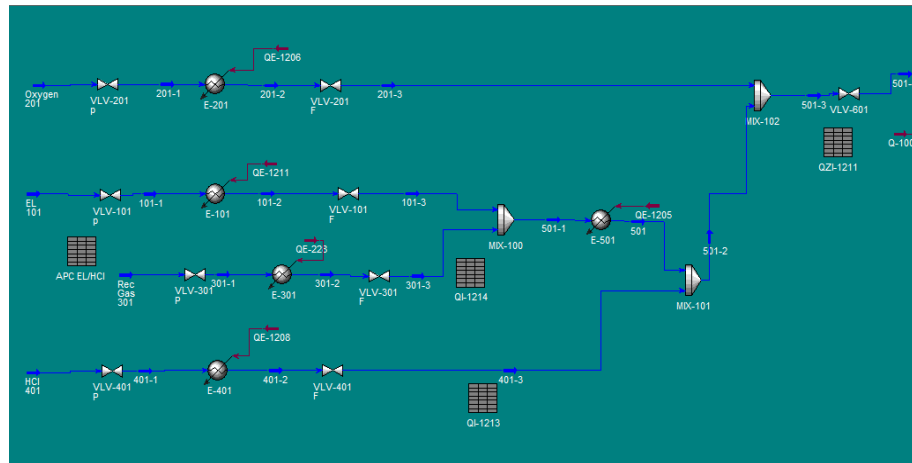 QE-1206
Oxygen
201
VLV-201
P
201-1
E-201
201-2
VLV-201
F
201-3
MIX-102
501-3
VLV-601
501-
QZI-1211
Q-100
QE-1211
EL
101
VLV-101
P
101-1
E-101
101-2
VLV-101
F
101-3
MIX-100
501-1
QE-1205
E-501
501
501-2
MIX-101
APC EL/HCl
Rec
Gas
301
VLV-301
P
301-1
QE-223
E-301
301-2
VLV-301
F
301-3
QI-1214
QE-1208
HCl
401
VLV-401
P
401-1
E-401
401-2
VLV-401
F
401-3
QI-1213